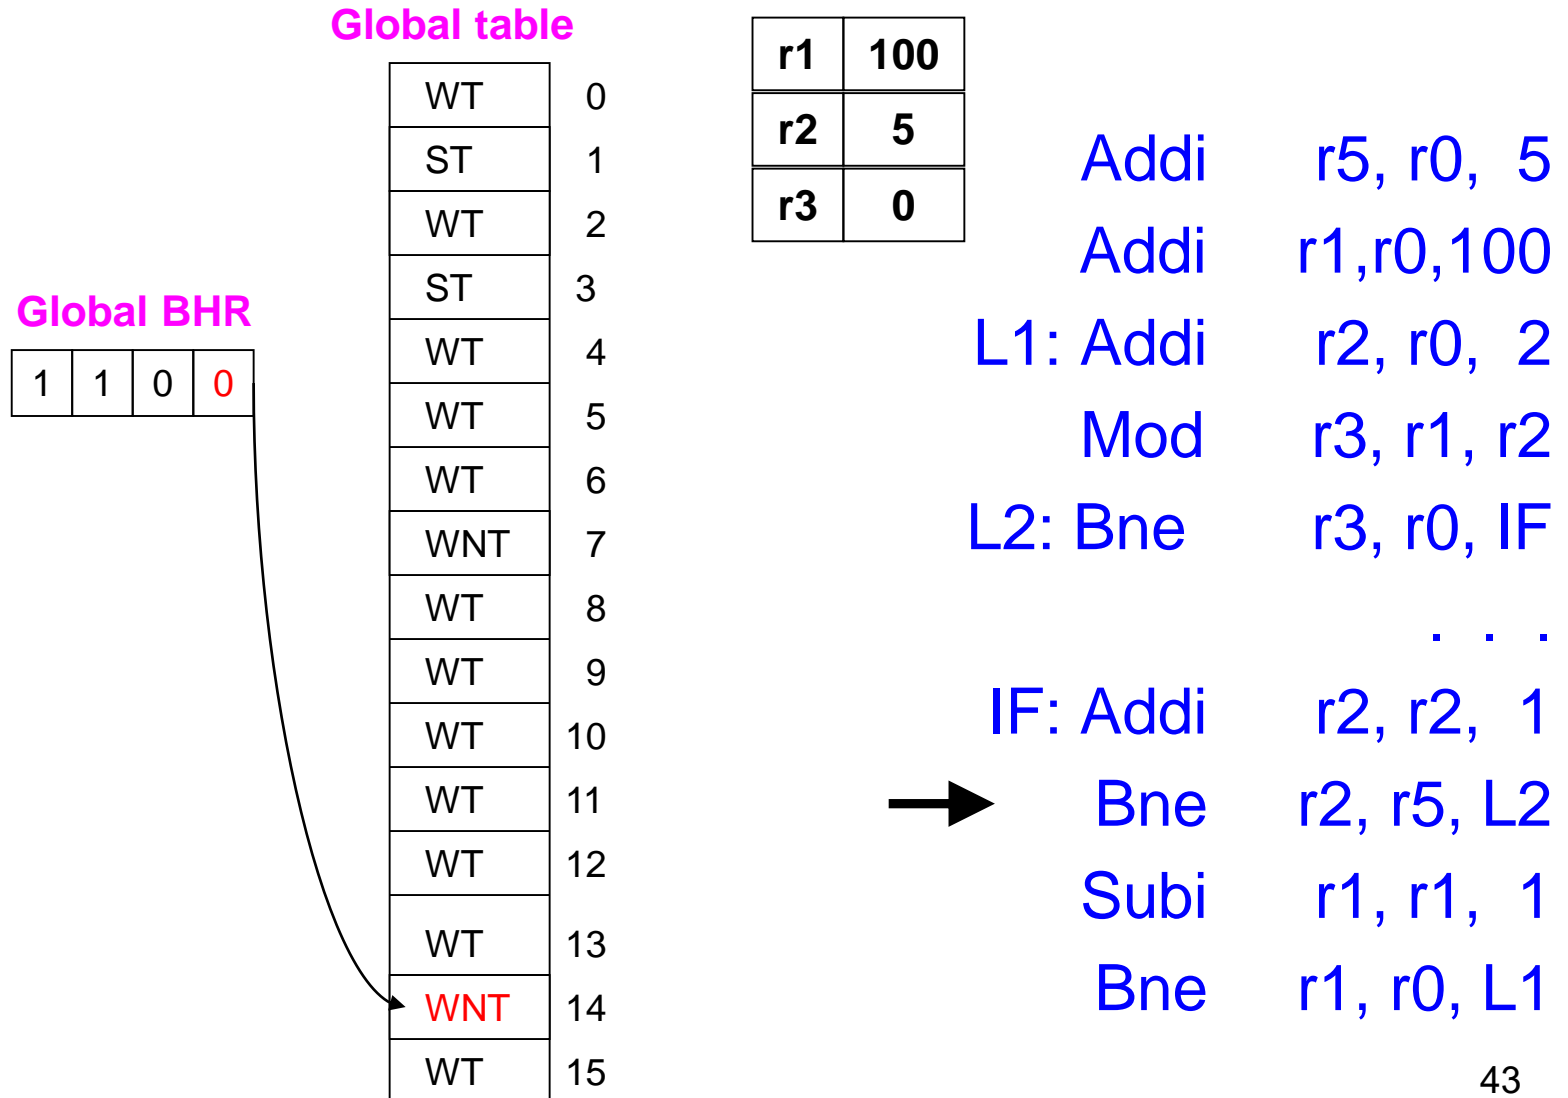 Global table
WT 0
ST 1
WT 2
ST 3
WT 4
WT 5
WT 6
WNT 7
WT 8
WT 9
WT 10
WT 11
WT 12
WT 13
WNT 14
WT 15
Global BHR
1 1 0 0
r1 100
r2 5
r3 0
Addi r5, r0, 5
Addi r1,r0,100
L1: Addi r2, r0, 2
Mod r3, r1, r2
L2: Bne r3, r0, IF
. . .
IF: Addi r2, r2, 1
Bne r2, r5, L2
Subi r1, r1, 1
Bne r1, r0, L1
43